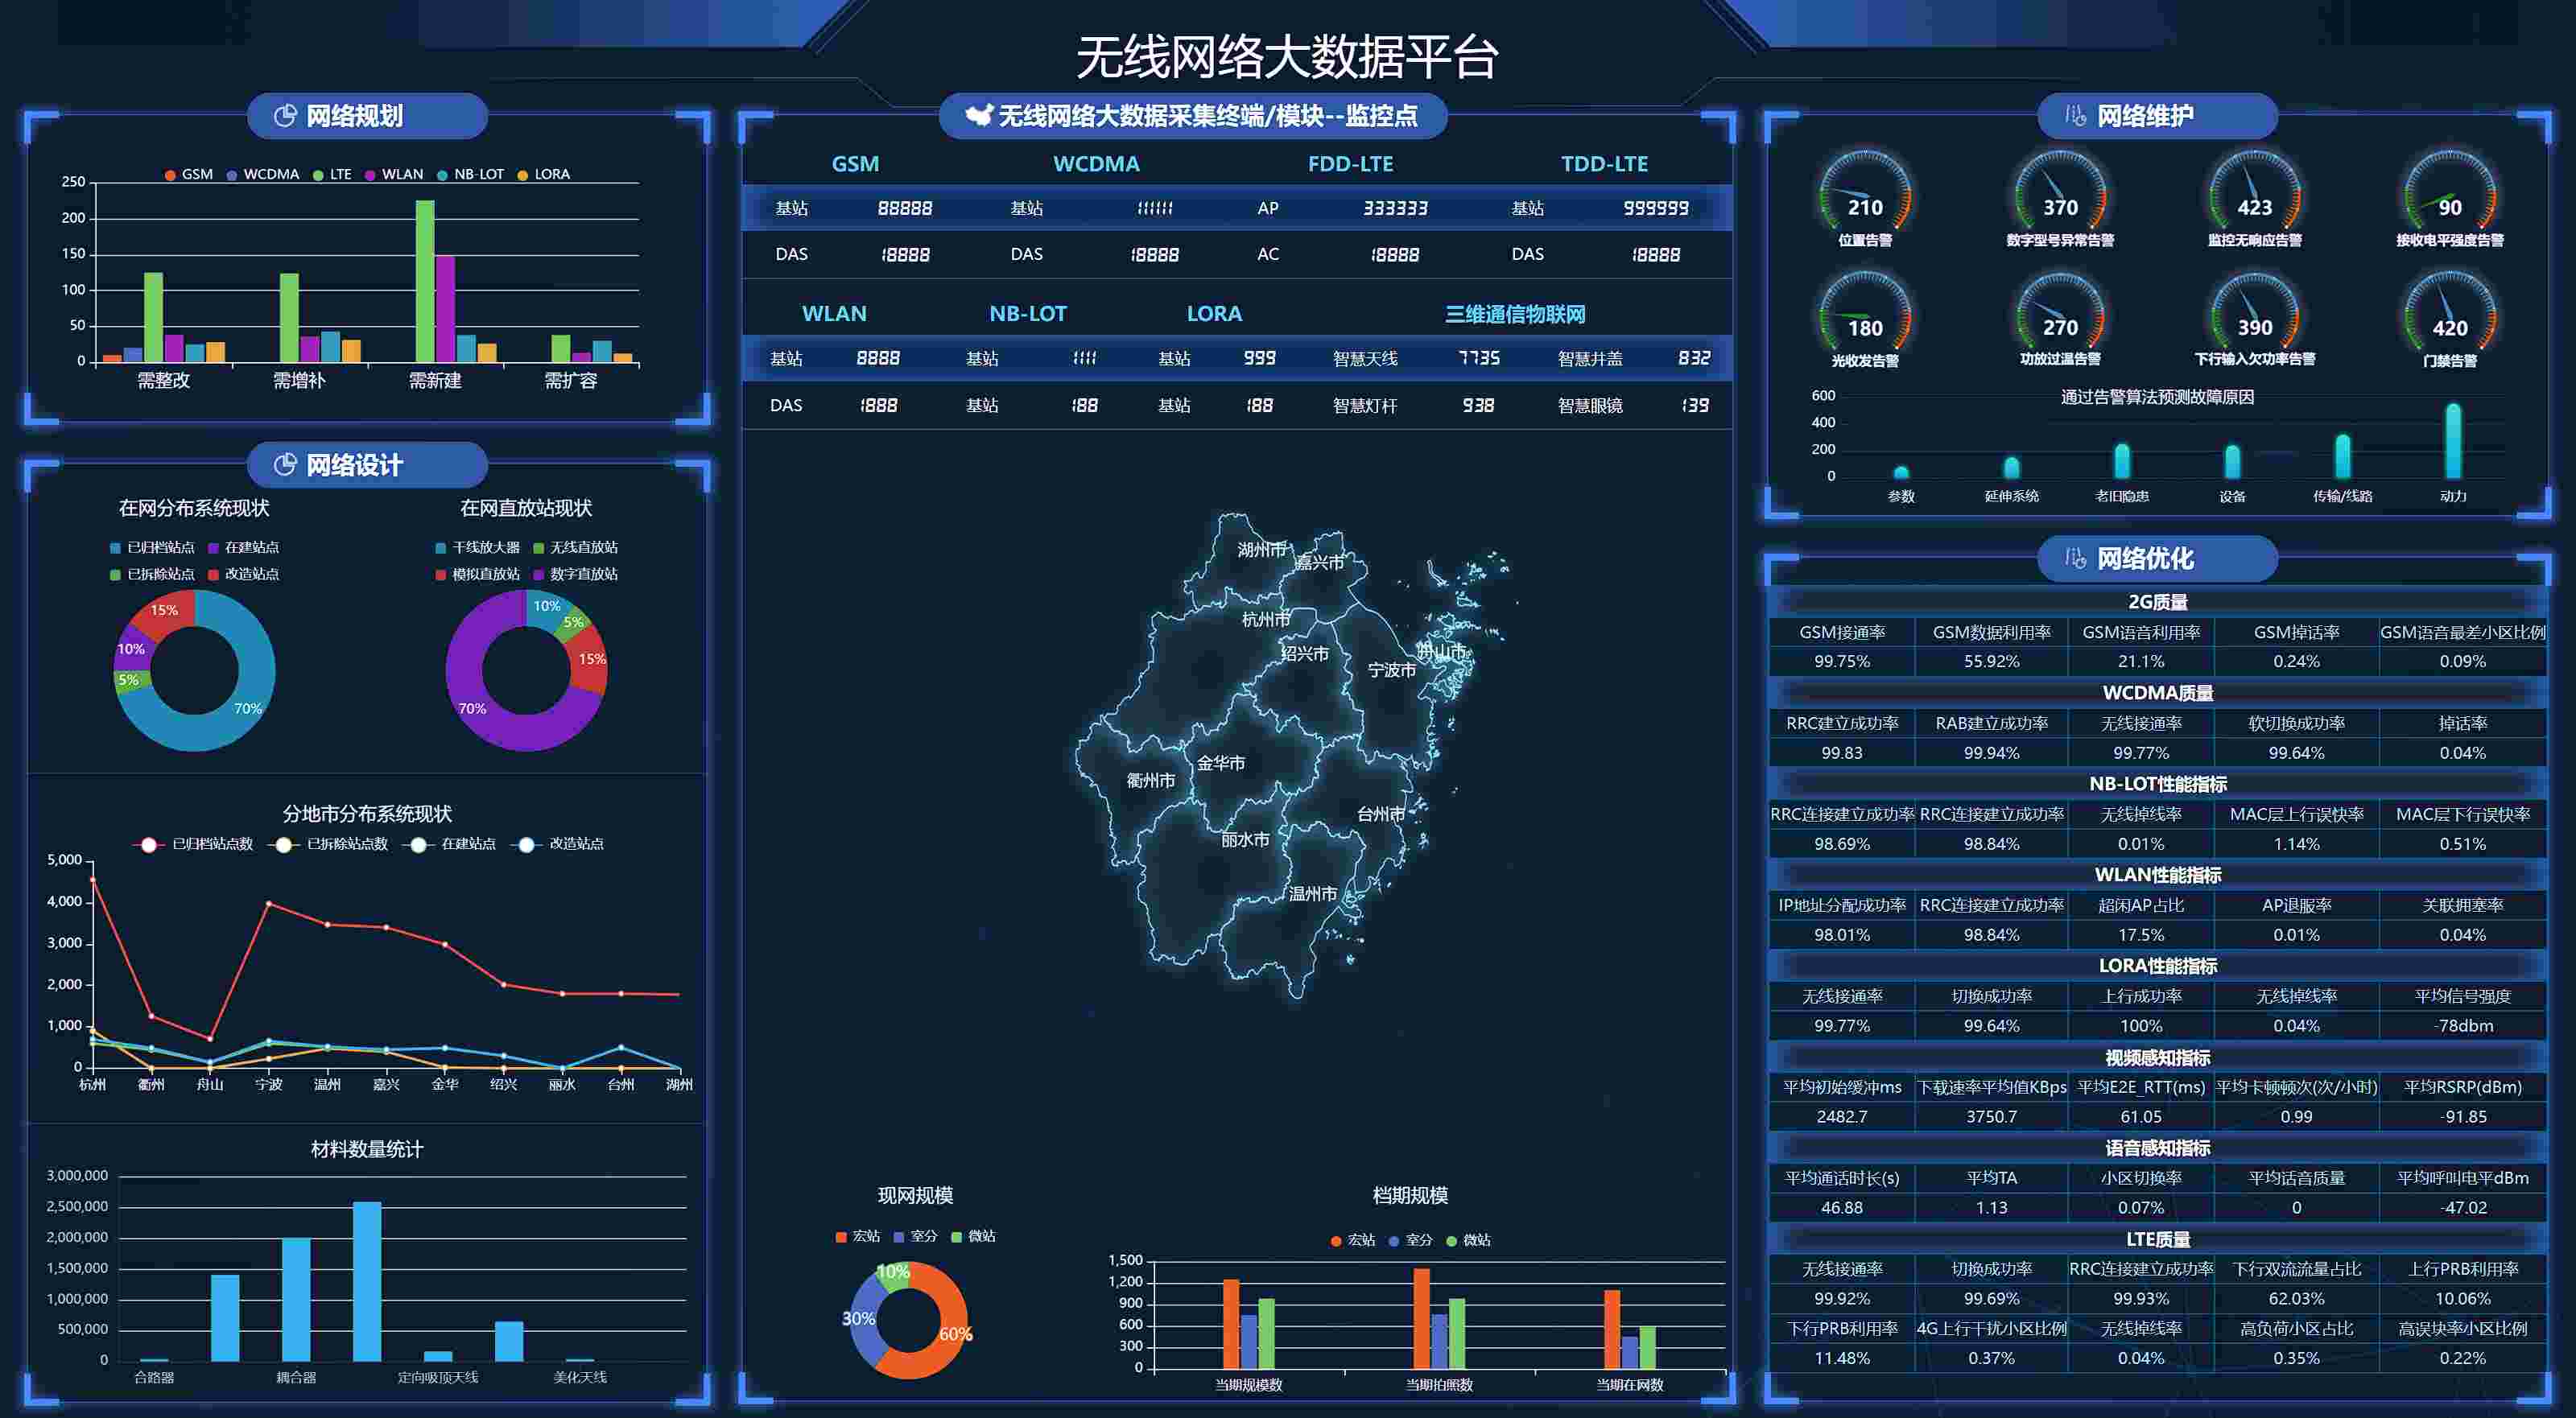 无线网络大数据平台
网络规划
GSM WCDMA LTE WLAN NB-LOT LORA
250
200
150
100
50
0
需整改 需增补 需新建 需扩容
网络设计
在网分布系统现状 在网直放站现状
已归档站点 在建站点
已拆除站点 改造站点
干线放大器 无线直放站
模拟直放站 数字直放站
15%
10%
5%
70%
10%
5%
15%
70%
分地市分布系统现状
已归档站点数 已拆除站点数 在建站点 改造站点
5,000
4,000
3,000
2,000
1,000
0
杭州 衢州 舟山 宁波 温州 嘉兴 金华 绍兴 丽水 台州 湖州
材料数量统计
3,000,000
2,500,000
2,000,000
1,500,000
1,000,000
500,000
0
合路器 耦合器 定向吸顶天线 美化天线
无线网络大数据采集终端/模块--监控点
GSM WCDMA FDD-LTE TDD-LTE
基站 88888 基站 111111 AP 333333 基站 999999
DAS 18888 DAS 18888 AC 18888 DAS 18888
WLAN NB-LOT LORA 三维通信物联网
基站 8888 基站 1111 基站 999 智慧天线 7735 智慧井盖 832
DAS 1888 基站 188 基站 188 智慧灯杆 938 智慧眼镜 139
湖州市
嘉兴市
杭州市
绍兴市
舟山市
宁波市
金华市
衢州市
台州市
丽水市
温州市
现网规模
宏站 室分 微站
10%
30%
60%
档期规模
宏站 室分 微站
1,500
1,200
900
600
300
0
当期规模数 当期拍照数 当期在网数
网络维护
210 370 423 90
位置告警 数字型号异常告警 监控无响应告警 接收电平强度告警
180 270 390 420
光收发告警 功放过温告警 下行输入欠功率告警 门禁告警
通过告警算法预测故障原因
600
400
200
0
参数 延伸系统 老旧隐患 设备 传输/线路 动力
网络优化
2G质量
GSM接通率 GSM数据利用率 GSM语音利用率 GSM掉话率 GSM语音最差小区比例
99.75% 55.92% 21.1% 0.24% 0.09%
WCDMA质量
RRC建立成功率 RAB建立成功率 无线接通率 软切换成功率 掉话率
99.83 99.94% 99.77% 99.64% 0.04%
NB-LOT性能指标
RRC连接建立成功率 RRC连接建立成功率 无线掉线率 MAC层上行误快率 MAC层下行误快率
98.69% 98.84% 0.01% 1.14% 0.51%
WLAN性能指标
IP地址分配成功率 RRC连接建立成功率 超闲AP占比 AP退服率 关联拥塞率
98.01% 98.84% 17.5% 0.01% 0.04%
LORA性能指标
无线接通率 切换成功率 上行成功率 无线掉线率 平均信号强度
99.77% 99.64% 100% 0.04% -78dbm
视频感知指标
平均初始缓冲ms 下载速率平均值KBps 平均E2E_RTT(ms) 平均卡顿顿次(次/小时) 平均RSRP(dBm)
2482.7 3750.7 61.05 0.99 -91.85
语音感知指标
平均通话时长(s) 平均TA 小区切换率 平均话音质量 平均呼叫电平dBm
46.88 1.13 0.07% 0 -47.02
LTE质量
无线接通率 切换成功率 RRC连接建立成功率 下行双流流量占比 上行PRB利用率
99.92% 99.69% 99.93% 62.03% 10.06%
下行PRB利用率 4G上行干扰小区比例 无线掉线率 高负荷小区占比 高误块率小区比例
11.48% 0.37% 0.04% 0.35% 0.22%